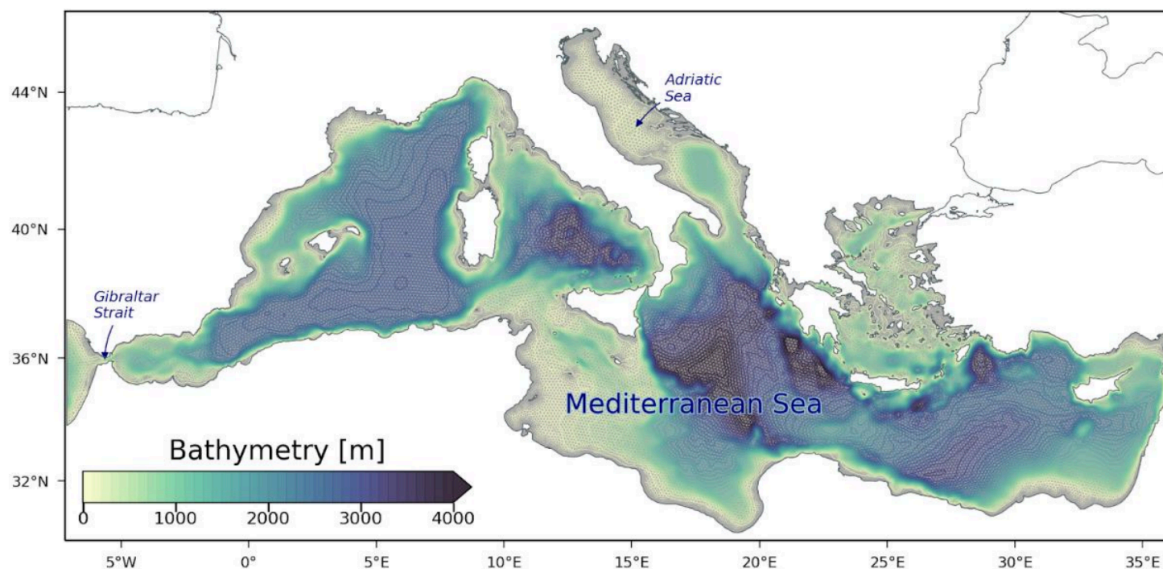 44°N
40°N
36°N
32°N
Adriatic
Sea
Gibraltar
Strait
Mediterranean Sea
Bathymetry [m]
0 1000 2000 3000 4000
5°W 0° 5°E 10°E 15°E 20°E 25°E 30°E 35°E